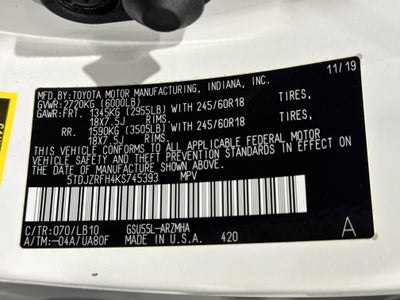 MFD. BY: TOYOTA MOTOR MANUFACTURING, INDIANA, INC. 11/19
GVWR: 2720KG (6000LB)
GAWR: FRT. 1345KG (2955LB) WITH 245/60R18 TIRES,
18X7.5J RIMS,
RR. 1590KG (3505LB) WITH 245/60R18 TIRES,
18X7.5J RIMS,
THIS VEHICLE CONFORMS TO ALL APPLICABLE FEDERAL MOTOR
VEHICLE SAFETY AND BUMPER STANDARDS IN EFFECT ON
THE DATE OF MANUFACTURE SHOWN ABOVE.
5TDJZRFH4KS745393 MPV
C/TR: 070/LB10 GSU55L-ARZMHA A
A/TM: -04A/UA80F MADE IN U.S.A. 420